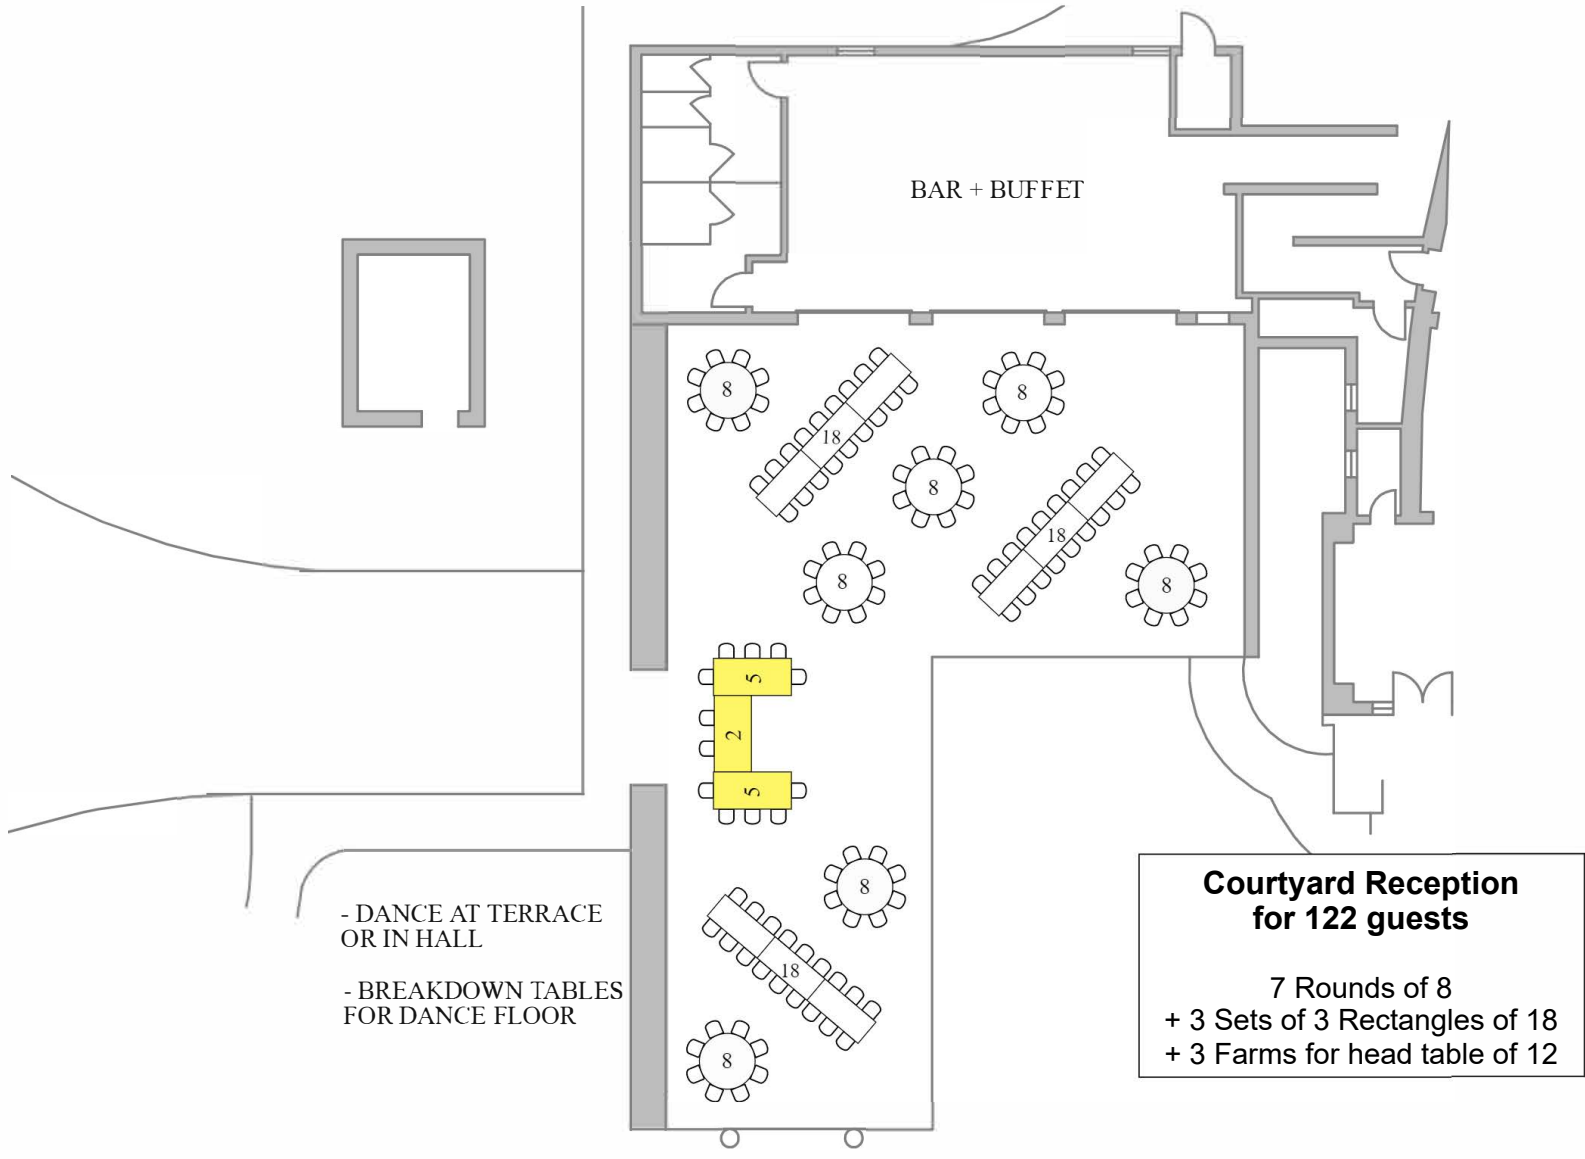 BAR + BUFFET
8
8
18
8
18
8
8
5
2
5
8
18
8
- DANCE AT TERRACE
OR IN HALL
- BREAKDOWN TABLES
FOR DANCE FLOOR
Courtyard Reception
for 122 guests
7 Rounds of 8
+ 3 Sets of 3 Rectangles of 18
+ 3 Farms for head table of 12